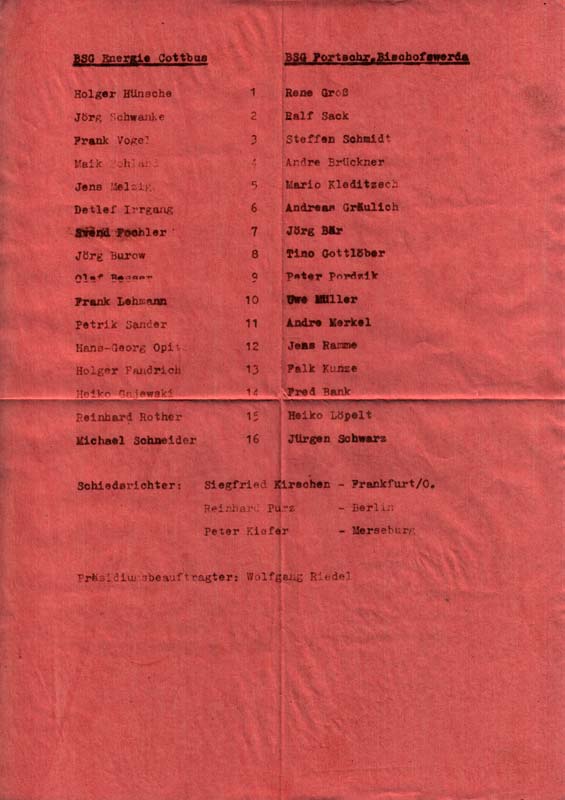 BSG Energie Cottbus BSG Fortschr.Bischofswerda
Holger Hünsche 1 Rene Groß
Jörg Schwanke 2 Ralf Sack
Frank Vogel 3 Steffen Schmidt
Maik 4 Andre Brückner
Jens Melzig 5 Mario Kleditzsch
Detlef Irrgang 6 Andreas Gräulich
7 Jörg Bär
Jörg Burow 8 Tino Gottlöber
Olaf Besser 9 Peter Pordzik
Frank Lehmann 10 Uwe Müller
Petrik Sander 11 Andre Merkel
Hans-Georg Opitz 12 Jens Ramme
Holger Fandrich 13 Falk Kunze
Heiko Gajewski 14 Fred Bank
Reinhard Rother 15 Heiko Löpelt
Michael Schneider 16 Jürgen Schwarz
Schiedsrichter: Siegfried Kirschen - Frankfurt/O.
Reinhard Purz - Berlin
Peter Kiefer - Merseburg
Präsidiumsbeauftragter: Wolfgang Riedel